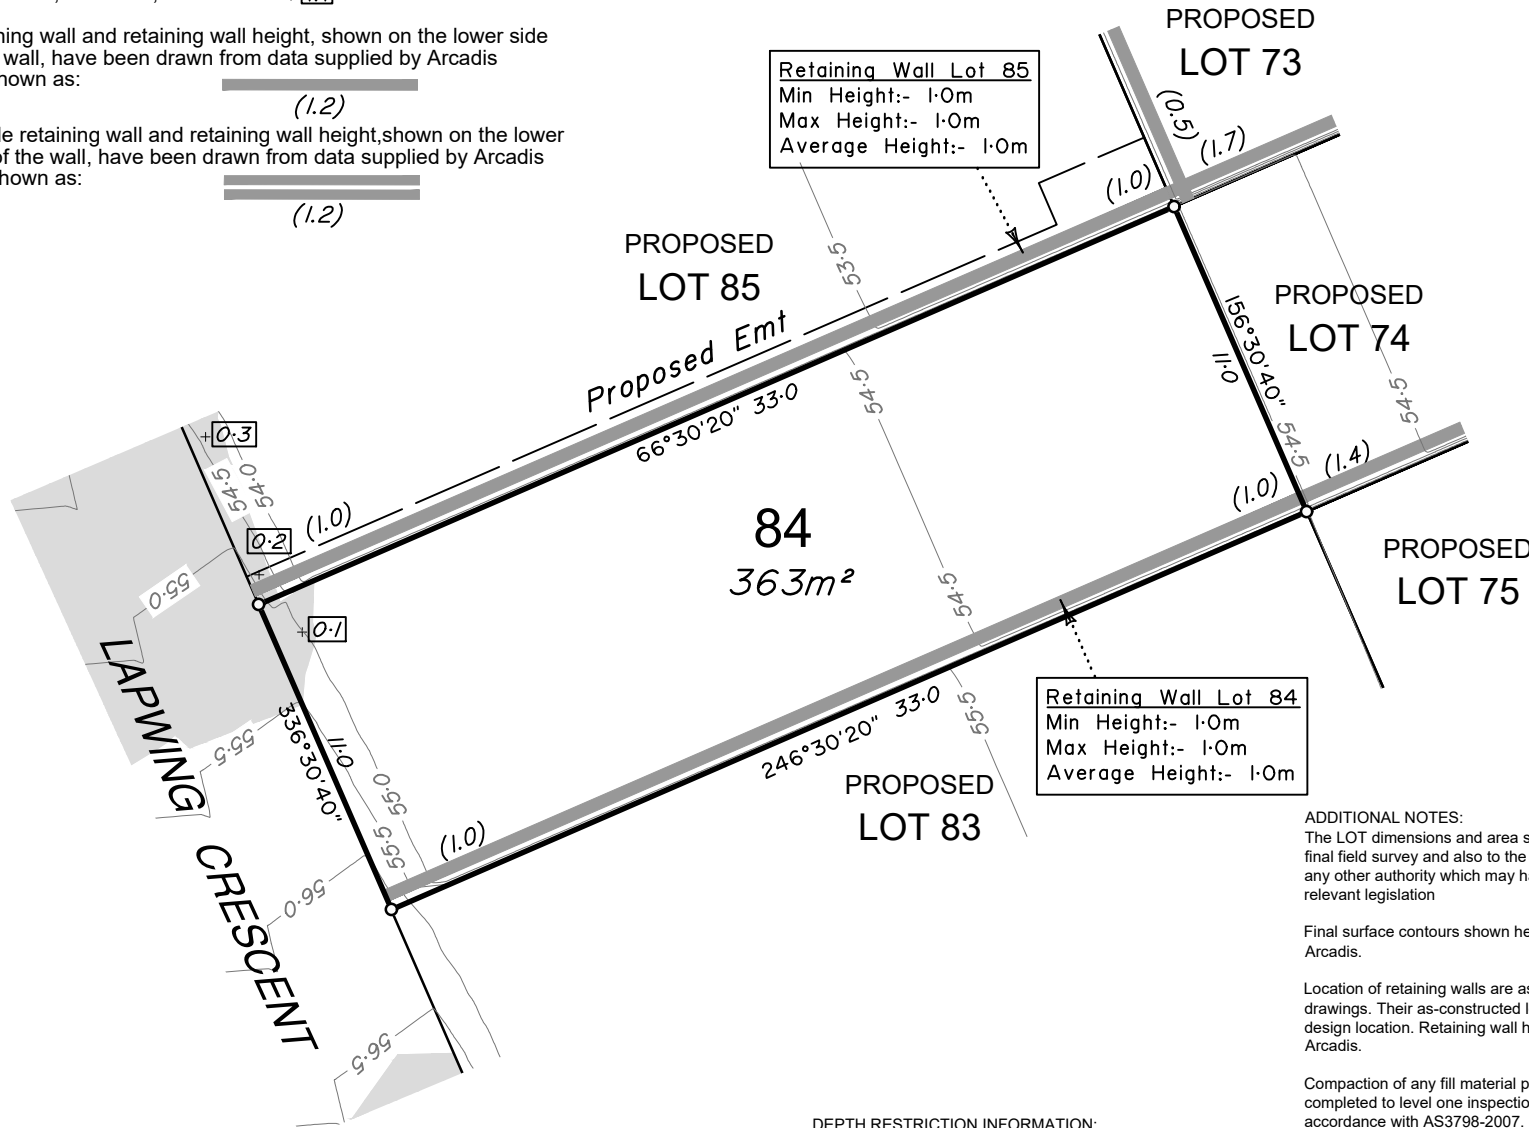 ning wall and retaining wall height, shown on the lower side
wall, have been drawn from data supplied by Arcadis
hown as:
(1.2)
le retaining wall and retaining wall height,shown on the lower
of the wall, have been drawn from data supplied by Arcadis
hown as:
(1.2)
Retaining Wall Lot 85
Min Height:- 1·0m
Max Height:- 1·0m
Average Height:- 1·0m
PROPOSED
LOT 73
(0.5)
(1.7)
(1.0)
PROPOSED
LOT 85
53·5
Proposed Emt
66°30'20" 33·0
54·5
PROPOSED
LOT 74
156°30'40"
11·0
54·5
54·5
(1.4)
(1.0)
0·3
54·5
54·0
0·2
(1.0)
55·0
0·1
84
363m²
54·5
PROPOSED
LOT 75
LAPWING CRESCENT
55·5
336°30'40"
11·0
55·0
55·5
(1.0)
246°30'20" 33·0
55·5
PROPOSED
LOT 83
Retaining Wall Lot 84
Min Height:- 1·0m
Max Height:- 1·0m
Average Height:- 1·0m
56·0
56·5
ADDITIONAL NOTES:
The LOT dimensions and area s
final field survey and also to the
any other authority which may ha
relevant legislation
Final surface contours shown he
Arcadis.
Location of retaining walls are as
drawings. Their as-constructed l
design location. Retaining wall h
Arcadis.
Compaction of any fill material p
completed to level one inspectio
accordance with AS3798-2007.
DEPTH RESTRICTION INFORMATION: